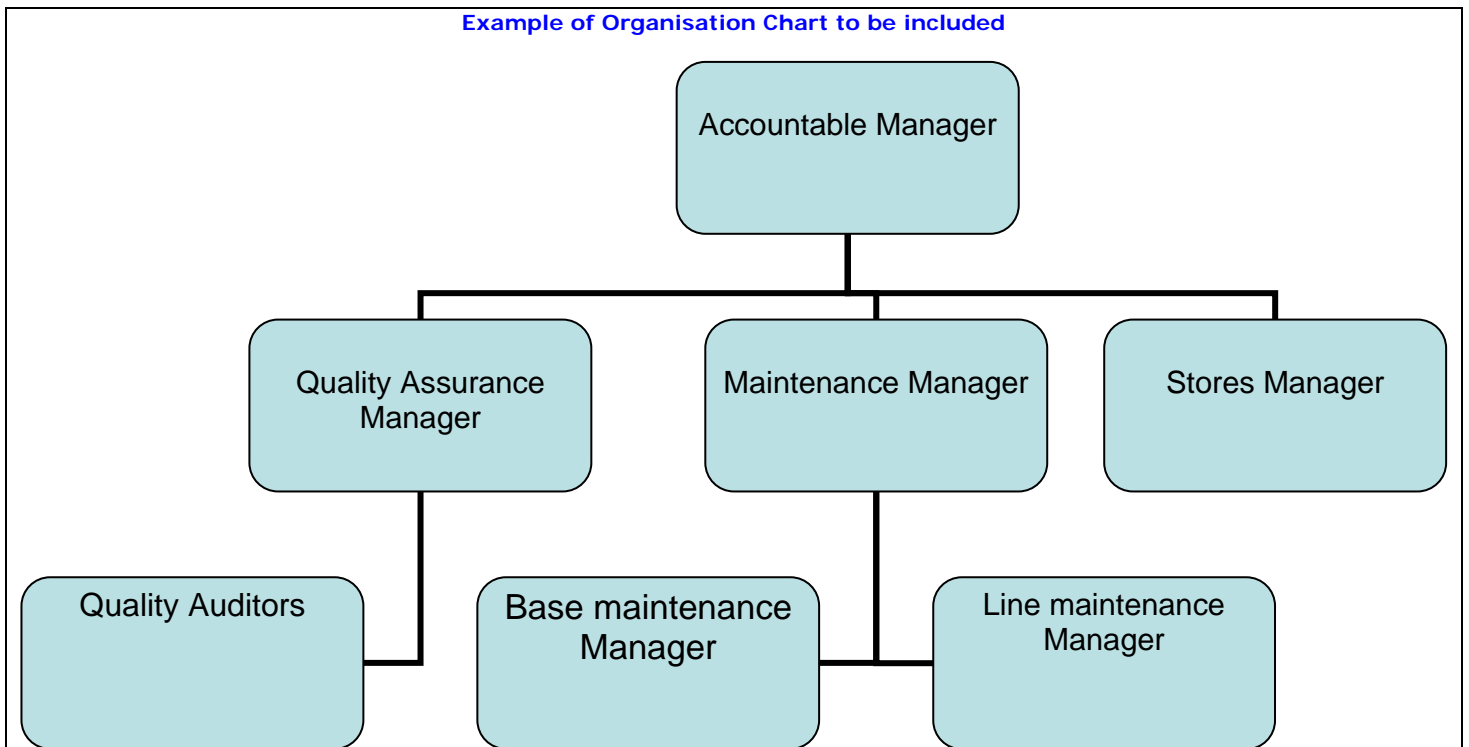 Example of Organisation Chart to be included
Accountable Manager
Quality Assurance
Manager
Maintenance Manager
Stores Manager
Quality Auditors
Base maintenance
Manager
Line maintenance
Manager